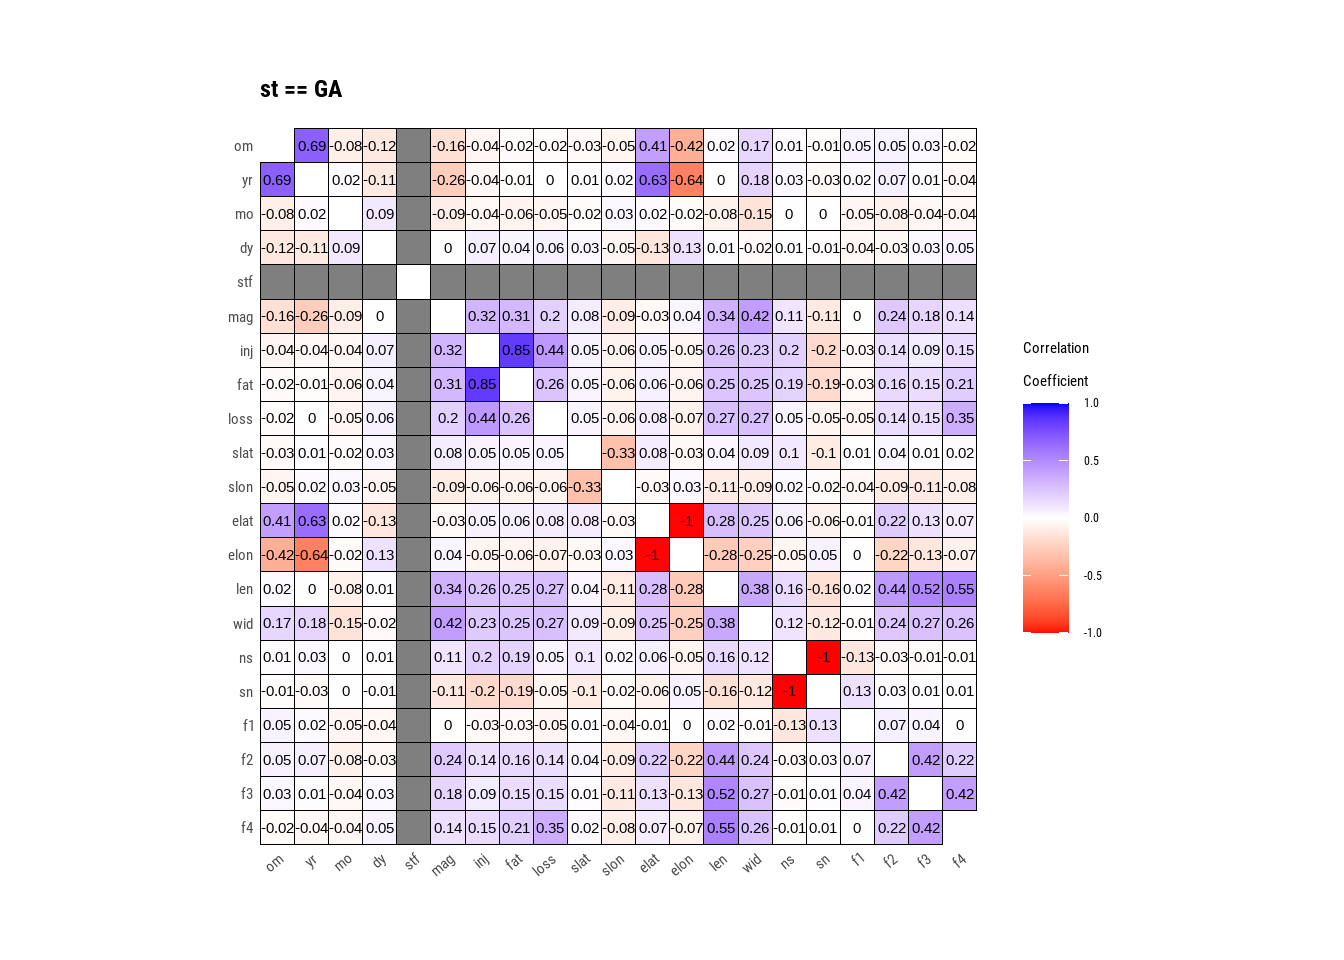 st == GA
om 0.69 -0.08 -0.12 -0.16 -0.04 -0.02 -0.02 -0.03 -0.05 0.41 -0.42 0.02 0.17 0.01 -0.01 0.05 0.05 0.03 -0.02
yr 0.69 0.02 -0.11 -0.26 -0.04 -0.01 0 0.01 0.02 0.63 -0.64 0 0.18 0.03 -0.03 0.02 0.07 0.01 -0.04
mo -0.08 0.02 0.09 -0.09 -0.04 -0.06 -0.05 -0.02 0.03 0.02 -0.02 -0.08 -0.15 0 0 -0.05 -0.08 -0.04 -0.04
dy -0.12 -0.11 0.09 0 0.07 0.04 0.06 0.03 -0.05 -0.13 0.13 0.01 -0.02 0.01 -0.01 -0.04 -0.03 0.03 0.05
stf
mag -0.16 -0.26 -0.09 0 0.32 0.31 0.2 0.08 -0.09 -0.03 0.04 0.34 0.42 0.11 -0.11 0 0.24 0.18 0.14
inj -0.04 -0.04 -0.04 0.07 0.32 0.85 0.44 0.05 -0.06 0.05 -0.05 0.26 0.23 0.2 -0.2 -0.03 0.14 0.09 0.15
Correlation
fat -0.02 -0.01 -0.06 0.04 0.31 0.85 0.26 0.05 -0.06 0.06 -0.06 0.25 0.25 0.19 -0.19 -0.03 0.16 0.15 0.21
Coefficient
loss -0.02 0 -0.05 0.06 0.2 0.44 0.26 0.05 -0.06 0.08 -0.07 0.27 0.27 0.05 -0.05 -0.05 0.14 0.15 0.35
1.0
slat -0.03 0.01 -0.02 0.03 0.08 0.05 0.05 0.05 -0.33 0.08 -0.03 0.04 0.09 0.1 -0.1 0.01 0.04 0.01 0.02
0.5
slon -0.05 0.02 0.03 -0.05 -0.09 -0.06 -0.06 -0.06 -0.33 -0.03 0.03 -0.11 -0.09 0.02 -0.02 -0.04 -0.09 -0.11 -0.08
elat 0.41 0.63 0.02 -0.13 -0.03 0.05 0.06 0.08 0.08 -0.03 -1 0.28 0.25 0.06 -0.06 -0.01 0.22 0.13 0.07
0.0
elon -0.42 -0.64 -0.02 0.13 0.04 -0.05 -0.06 -0.07 -0.03 0.03 -1 -0.28 -0.25 -0.05 0.05 0 -0.22 -0.13 -0.07
-0.5
len 0.02 0 -0.08 0.01 0.34 0.26 0.25 0.27 0.04 -0.11 0.28 -0.28 0.38 0.16 -0.16 0.02 0.44 0.52 0.55
wid 0.17 0.18 -0.15 -0.02 0.42 0.23 0.25 0.27 0.09 -0.09 0.25 -0.25 0.38 0.12 -0.12 -0.01 0.24 0.27 0.26
-1.0
ns 0.01 0.03 0 0.01 0.11 0.2 0.19 0.05 0.1 0.02 0.06 -0.05 0.16 0.12 -1 -0.13 -0.03 -0.01 -0.01
sn -0.01 -0.03 0 -0.01 -0.11 -0.2 -0.19 -0.05 -0.1 -0.02 -0.06 0.05 -0.16 -0.12 -1 0.13 0.03 0.01 0.01
f1 0.05 0.02 -0.05 -0.04 0 -0.03 -0.03 -0.05 0.01 -0.04 -0.01 0 0.02 -0.01 -0.13 0.13 0.07 0.04 0
f2 0.05 0.07 -0.08 -0.03 0.24 0.14 0.16 0.14 0.04 -0.09 0.22 -0.22 0.44 0.24 -0.03 0.03 0.07 0.42 0.22
f3 0.03 0.01 -0.04 0.03 0.18 0.09 0.15 0.15 0.01 -0.11 0.13 -0.13 0.52 0.27 -0.01 0.01 0.04 0.42 0.42
f4 -0.02 -0.04 -0.04 0.05 0.14 0.15 0.21 0.35 0.02 -0.08 0.07 -0.07 0.55 0.26 -0.01 0.01 0 0.22 0.42
om yr mo dy stf mag inj fat loss slat slon elat elon len wid ns sn f1 f2 f3 f4